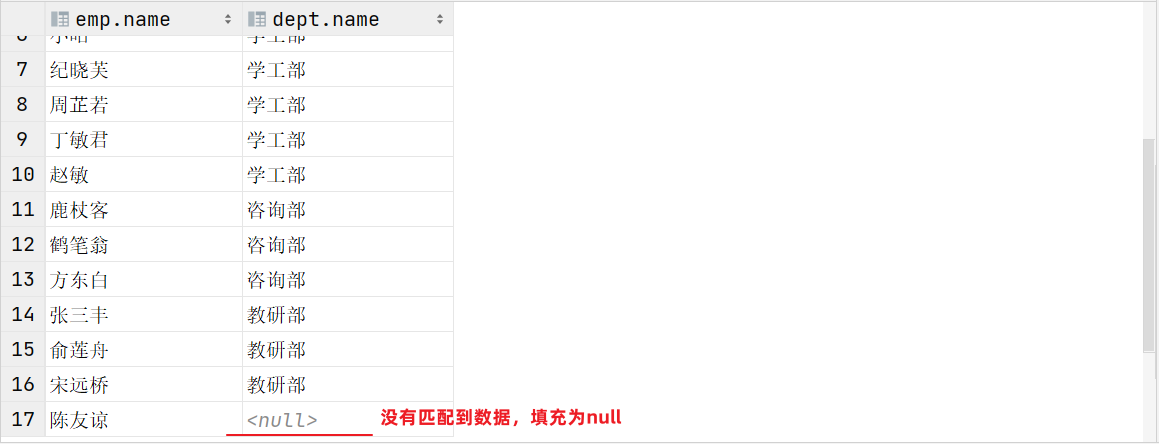 emp.name dept.name
7 纪晓芙 学工部
8 周芷若 学工部
9 丁敏君 学工部
10 赵敏 学工部
11 鹿杖客 咨询部
12 鹤笔翁 咨询部
13 方东白 咨询部
14 张三丰 教研部
15 俞莲舟 教研部
16 宋远桥 教研部
17 陈友谅 <null> 没有匹配到数据，填充为null